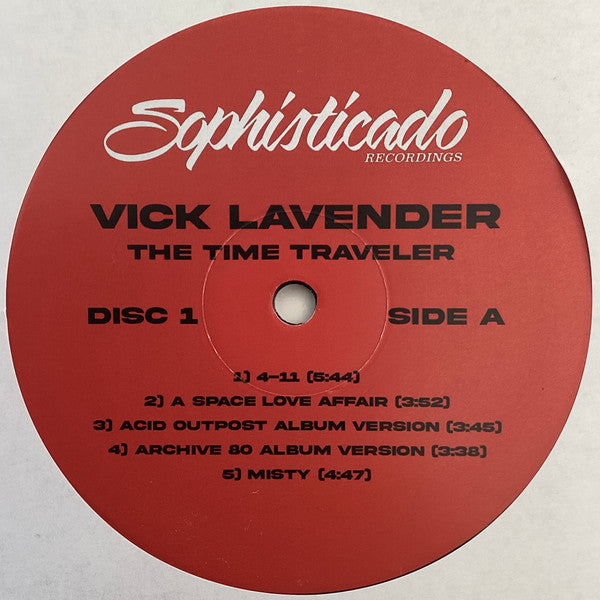 Sophisticado
RECORDINGS
VICK LAVENDER
THE TIME TRAVELER
DISC 1 SIDE A
1) 4-11 (5:44)
2) A SPACE LOVE AFFAIR (3:52)
3) ACID OUTPOST ALBUM VERSION (3:45)
4) ARCHIVE 80 ALBUM VERSION (3:38)
5) MISTY (4:47)